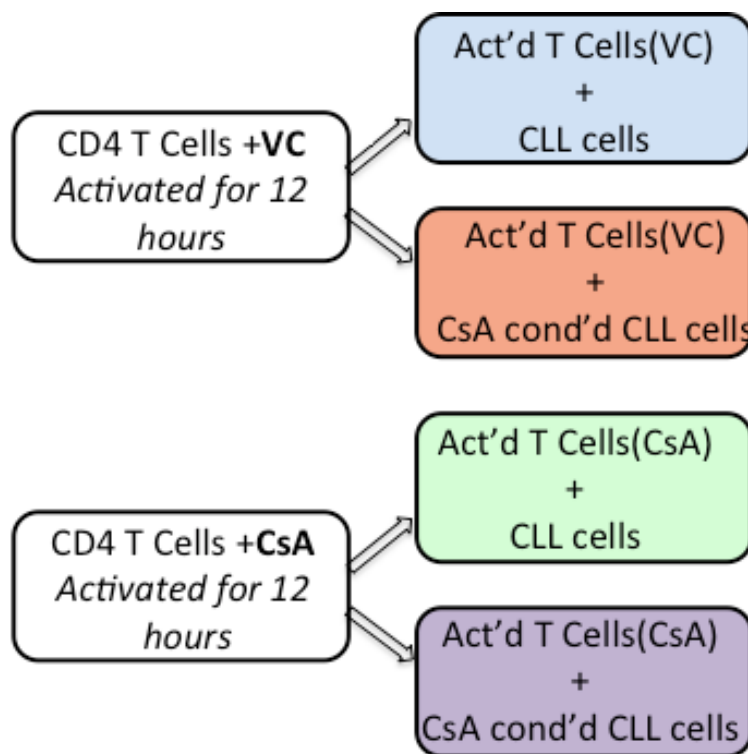 CD4 T Cells +VC
Activated for 12
hours
Act'd T Cells(VC)
+
CLL cells
Act'd T Cells(VC)
+
CsA cond'd CLL cells
CD4 T Cells +CsA
Activated for 12
hours
Act'd T Cells(CsA)
+
CLL cells
Act'd T Cells(CsA)
+
CsA cond'd CLL cells